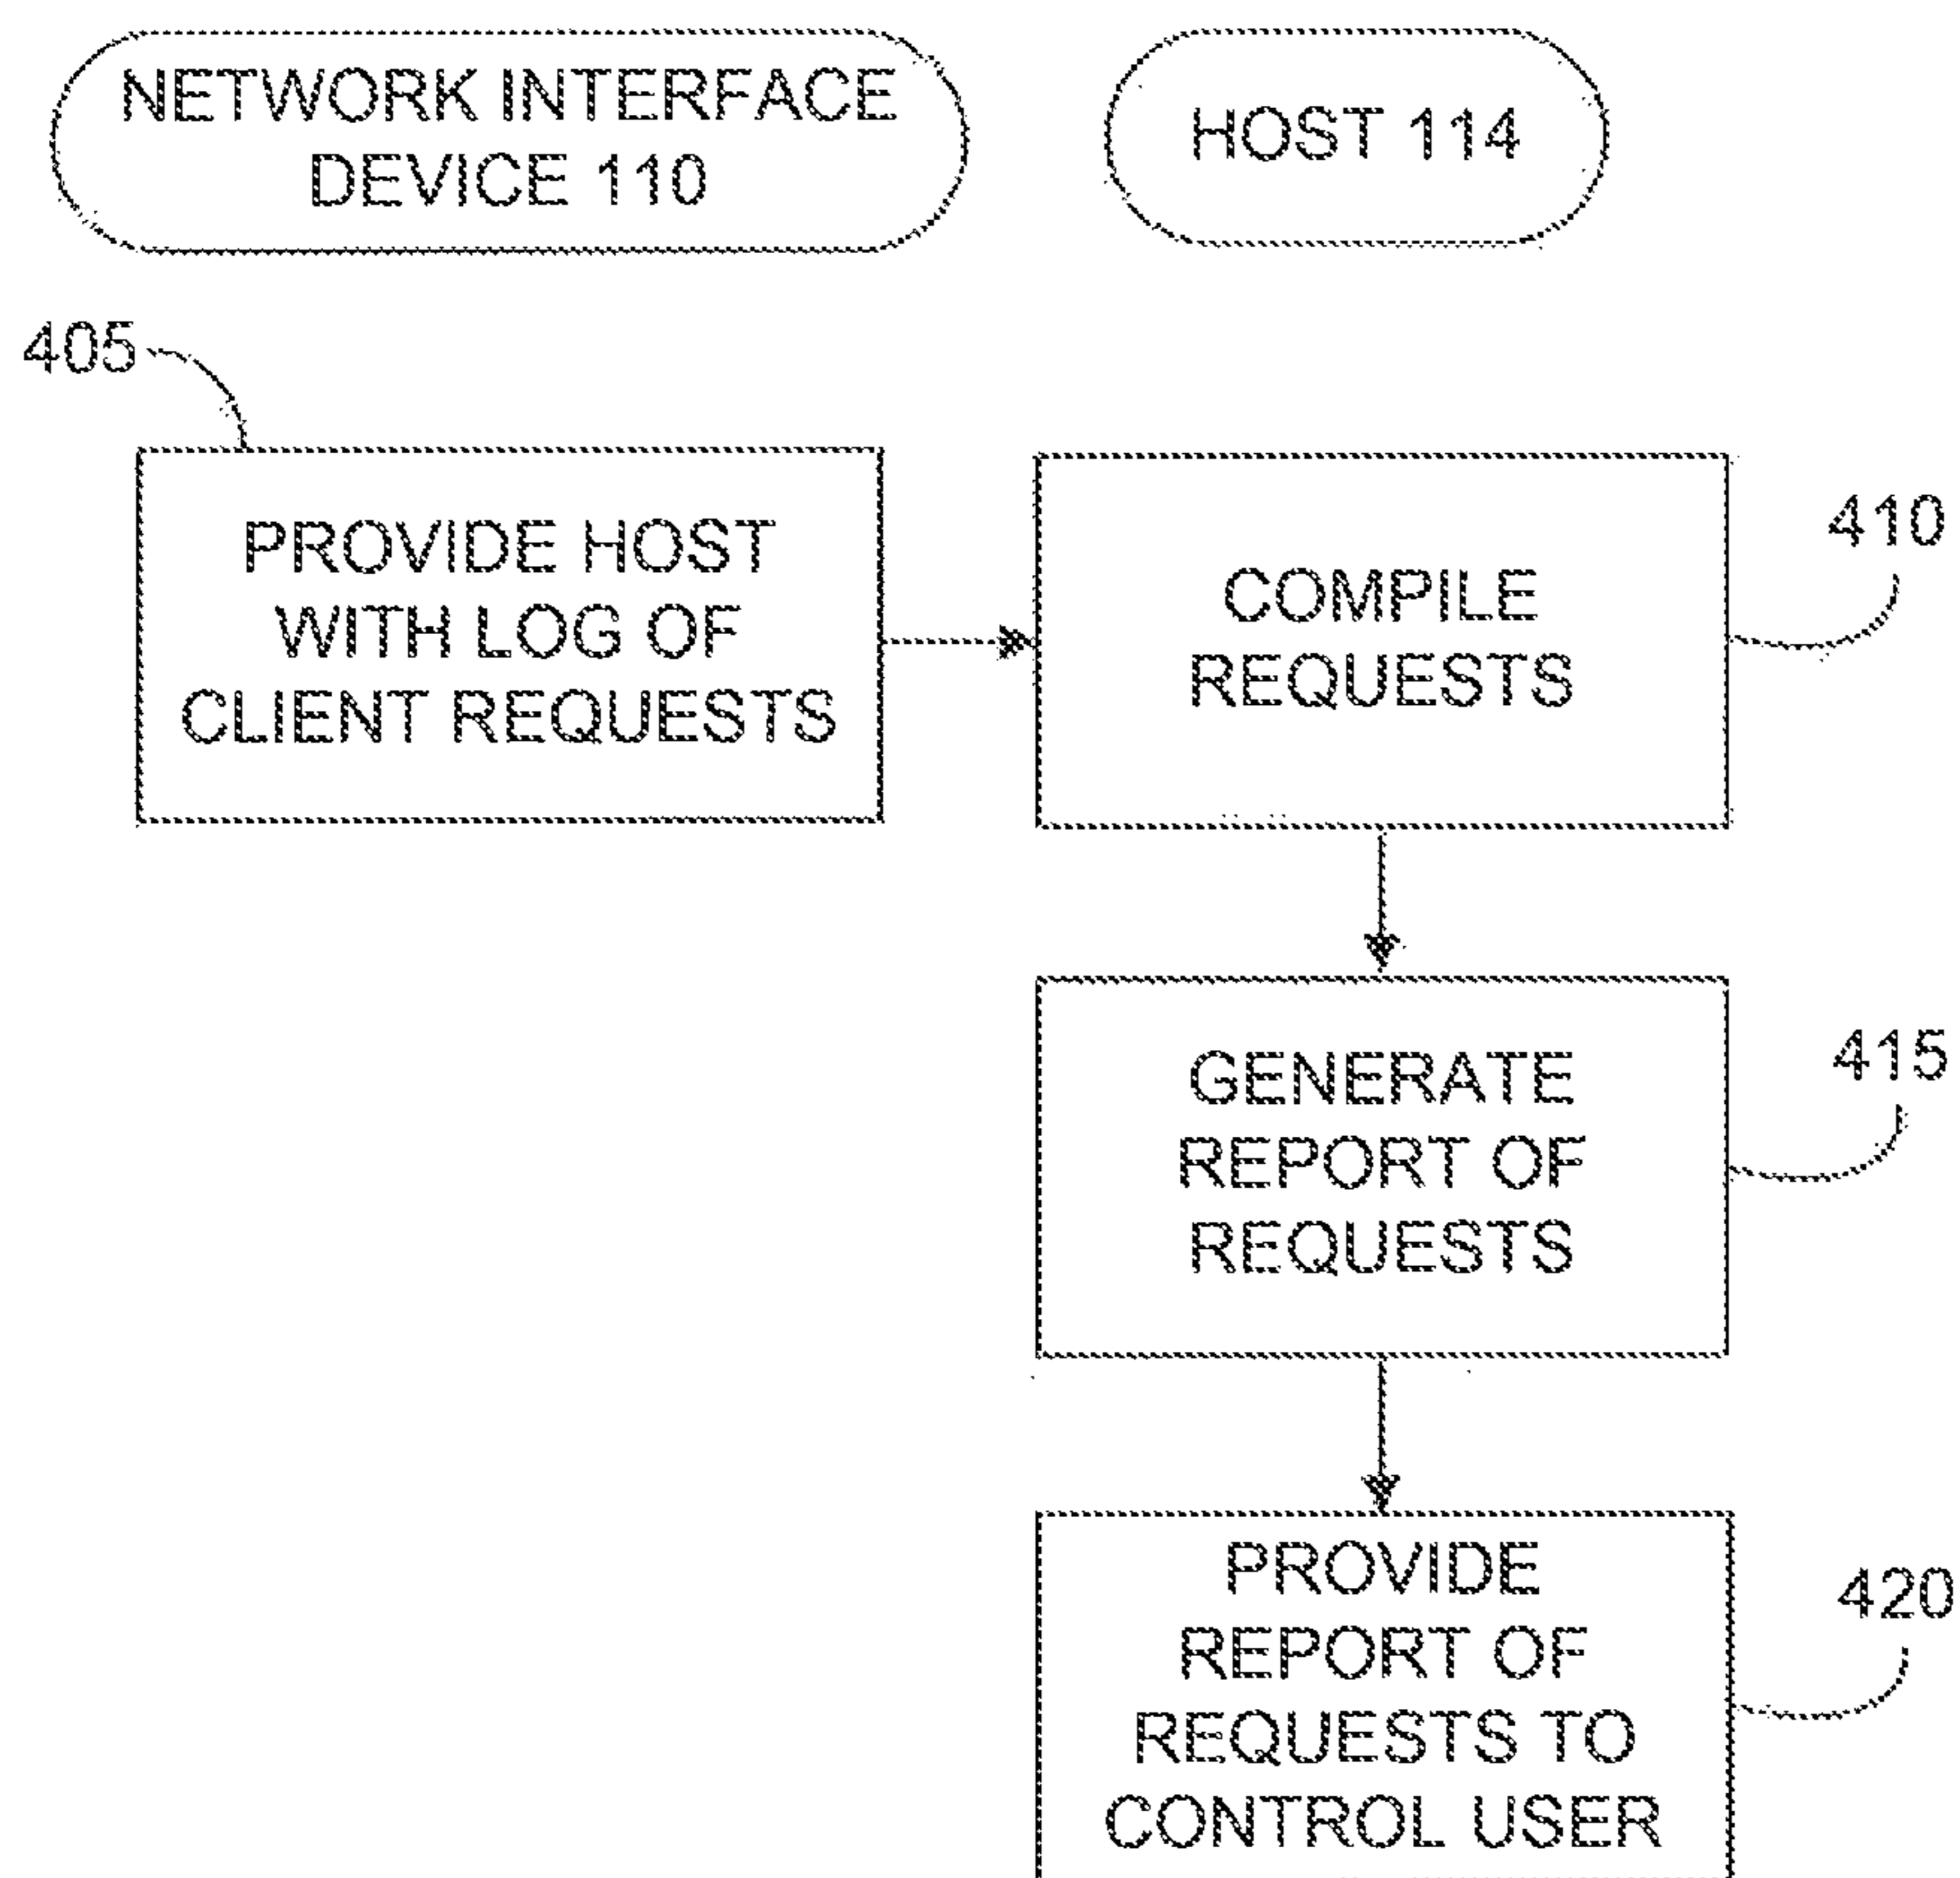 NETWORK INTERFACE
DEVICE 110
HOST 114
405
PROVIDE HOST
WITH LOG OF
CLIENT REQUESTS
COMPILE
REQUESTS
410
GENERATE
REPORT OF
REQUESTS
415
PROVIDE
REPORT OF
REQUESTS TO
CONTROL USER
420